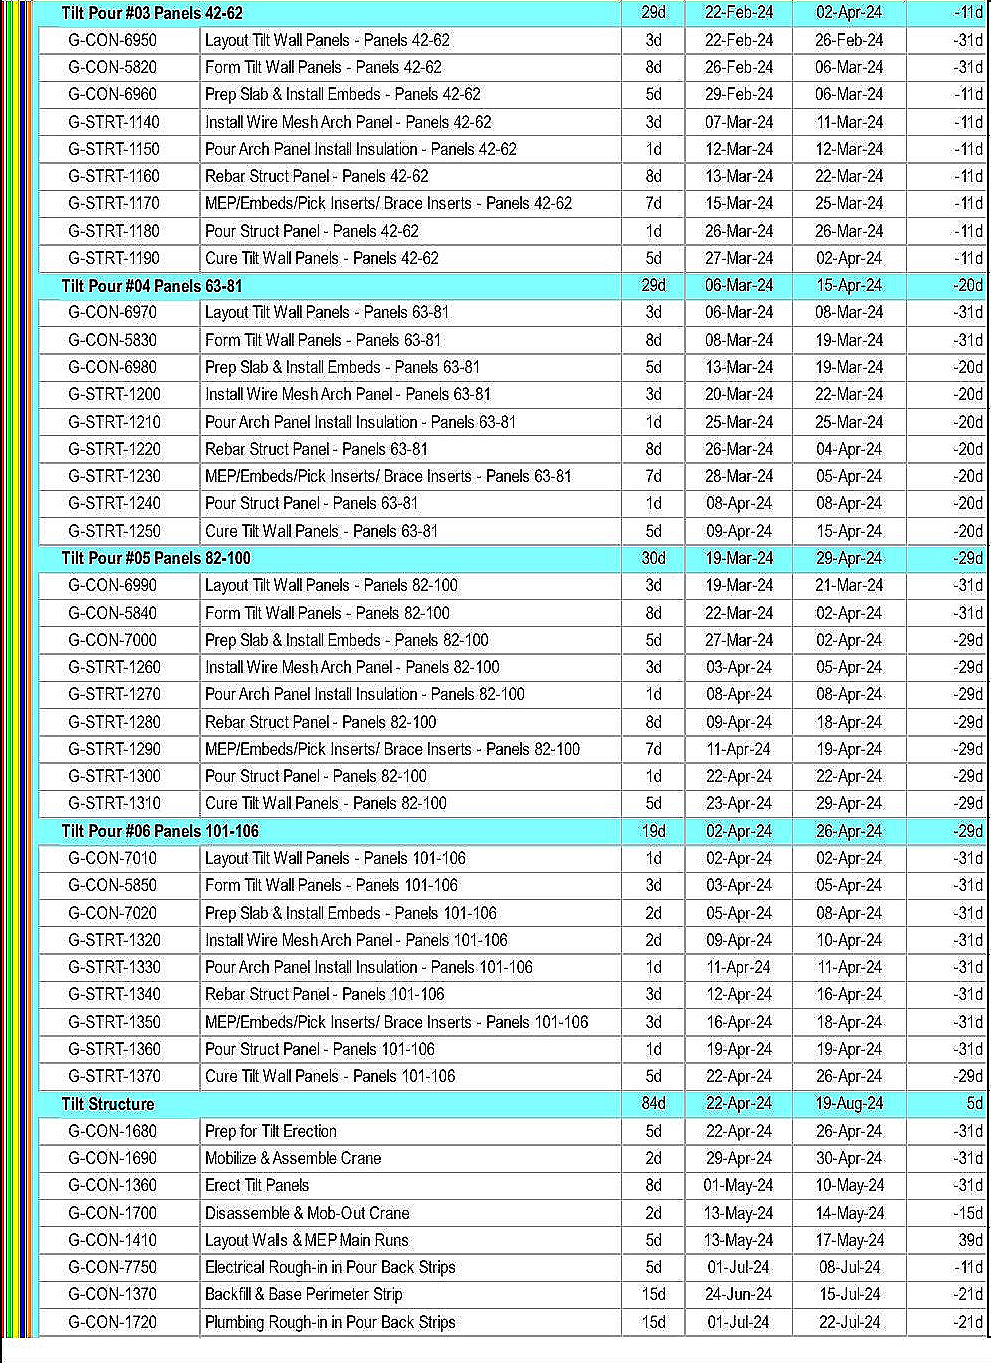 Tilt Pour #03 Panels 42-62 29d 22-Feb-24 02-Apr-24 -11d
G-CON-6950 Layout Tilt Wall Panels - Panels 42-62 3d 22-Feb-24 26-Feb-24 -31d
G-CON-5820 Form Tilt Wall Panels - Panels 42-62 8d 26-Feb-24 06-Mar-24 -31d
G-CON-6960 Prep Slab & Install Embeds - Panels 42-62 5d 29-Feb-24 06-Mar-24 -11d
G-STRT-1140 Install Wire Mesh Arch Panel - Panels 42-62 3d 07-Mar-24 11-Mar-24 -11d
G-STRT-1150 Pour Arch Panel Install Insulation - Panels 42-62 1d 12-Mar-24 12-Mar-24 -11d
G-STRT-1160 Rebar Struct Panel - Panels 42-62 8d 13-Mar-24 22-Mar-24 -11d
G-STRT-1170 MEP/Embeds/Pick Inserts/ Brace Inserts - Panels 42-62 7d 15-Mar-24 25-Mar-24 -11d
G-STRT-1180 Pour Struct Panel - Panels 42-62 1d 26-Mar-24 26-Mar-24 -11d
G-STRT-1190 Cure Tilt Wall Panels - Panels 42-62 5d 27-Mar-24 02-Apr-24 -11d
Tilt Pour #04 Panels 63-81 29d 06-Mar-24 15-Apr-24 -20d
G-CON-6970 Layout Tilt Wall Panels - Panels 63-81 3d 06-Mar-24 08-Mar-24 -31d
G-CON-5830 Form Tilt Wall Panels - Panels 63-81 8d 08-Mar-24 19-Mar-24 -31d
G-CON-6980 Prep Slab & Install Embeds - Panels 63-81 5d 13-Mar-24 19-Mar-24 -20d
G-STRT-1200 Install Wire Mesh Arch Panel - Panels 63-81 3d 20-Mar-24 22-Mar-24 -20d
G-STRT-1210 Pour Arch Panel Install Insulation - Panels 63-81 1d 25-Mar-24 25-Mar-24 -20d
G-STRT-1220 Rebar Struct Panel - Panels 63-81 8d 26-Mar-24 04-Apr-24 -20d
G-STRT-1230 MEP/Embeds/Pick Inserts/ Brace Inserts - Panels 63-81 7d 28-Mar-24 05-Apr-24 -20d
G-STRT-1240 Pour Struct Panel - Panels 63-81 1d 08-Apr-24 08-Apr-24 -20d
G-STRT-1250 Cure Tilt Wall Panels - Panels 63-81 5d 09-Apr-24 15-Apr-24 -20d
Tilt Pour #05 Panels 82-100 30d 19-Mar-24 29-Apr-24 -29d
G-CON-6990 Layout Tilt Wall Panels - Panels 82-100 3d 19-Mar-24 21-Mar-24 -31d
G-CON-5840 Form Tilt Wall Panels - Panels 82-100 8d 22-Mar-24 02-Apr-24 -31d
G-CON-7000 Prep Slab & Install Embeds - Panels 82-100 5d 27-Mar-24 02-Apr-24 -29d
G-STRT-1260 Install Wire Mesh Arch Panel - Panels 82-100 3d 03-Apr-24 05-Apr-24 -29d
G-STRT-1270 Pour Arch Panel Install Insulation - Panels 82-100 1d 08-Apr-24 08-Apr-24 -29d
G-STRT-1280 Rebar Struct Panel - Panels 82-100 8d 09-Apr-24 18-Apr-24 -29d
G-STRT-1290 MEP/Embeds/Pick Inserts/ Brace Inserts - Panels 82-100 7d 11-Apr-24 19-Apr-24 -29d
G-STRT-1300 Pour Struct Panel - Panels 82-100 1d 22-Apr-24 22-Apr-24 -29d
G-STRT-1310 Cure Tilt Wall Panels - Panels 82-100 5d 23-Apr-24 29-Apr-24 -29d
Tilt Pour #06 Panels 101-106 19d 02-Apr-24 26-Apr-24 -29d
G-CON-7010 Layout Tilt Wall Panels - Panels 101-106 1d 02-Apr-24 02-Apr-24 -31d
G-CON-5850 Form Tilt Wall Panels - Panels 101-106 3d 03-Apr-24 05-Apr-24 -31d
G-CON-7020 Prep Slab & Install Embeds - Panels 101-106 2d 05-Apr-24 08-Apr-24 -31d
G-STRT-1320 Install Wire Mesh Arch Panel - Panels 101-106 2d 09-Apr-24 10-Apr-24 -31d
G-STRT-1330 Pour Arch Panel Install Insulation - Panels 101-106 1d 11-Apr-24 11-Apr-24 -31d
G-STRT-1340 Rebar Struct Panel - Panels 101-106 3d 12-Apr-24 16-Apr-24 -31d
G-STRT-1350 MEP/Embeds/Pick Inserts/ Brace Inserts - Panels 101-106 3d 16-Apr-24 18-Apr-24 -31d
G-STRT-1360 Pour Struct Panel - Panels 101-106 1d 19-Apr-24 19-Apr-24 -31d
G-STRT-1370 Cure Tilt Wall Panels - Panels 101-106 5d 22-Apr-24 26-Apr-24 -29d
Tilt Structure 84d 22-Apr-24 19-Aug-24 5d
G-CON-1680 Prep for Tilt Erection 5d 22-Apr-24 26-Apr-24 -31d
G-CON-1690 Mobilize & Assemble Crane 2d 29-Apr-24 30-Apr-24 -31d
G-CON-1360 Erect Tilt Panels 8d 01-May-24 10-May-24 -31d
G-CON-1700 Disassemble & Mob-Out Crane 2d 13-May-24 14-May-24 -15d
G-CON-1410 Layout Walls & MEP Main Runs 5d 13-May-24 17-May-24 39d
G-CON-7750 Electrical Rough-in in Pour Back Strips 5d 01-Jul-24 08-Jul-24 -11d
G-CON-1370 Backfill & Base Perimeter Strip 15d 24-Jun-24 15-Jul-24 -21d
G-CON-1720 Plumbing Rough-in in Pour Back Strips 15d 01-Jul-24 22-Jul-24 -21d